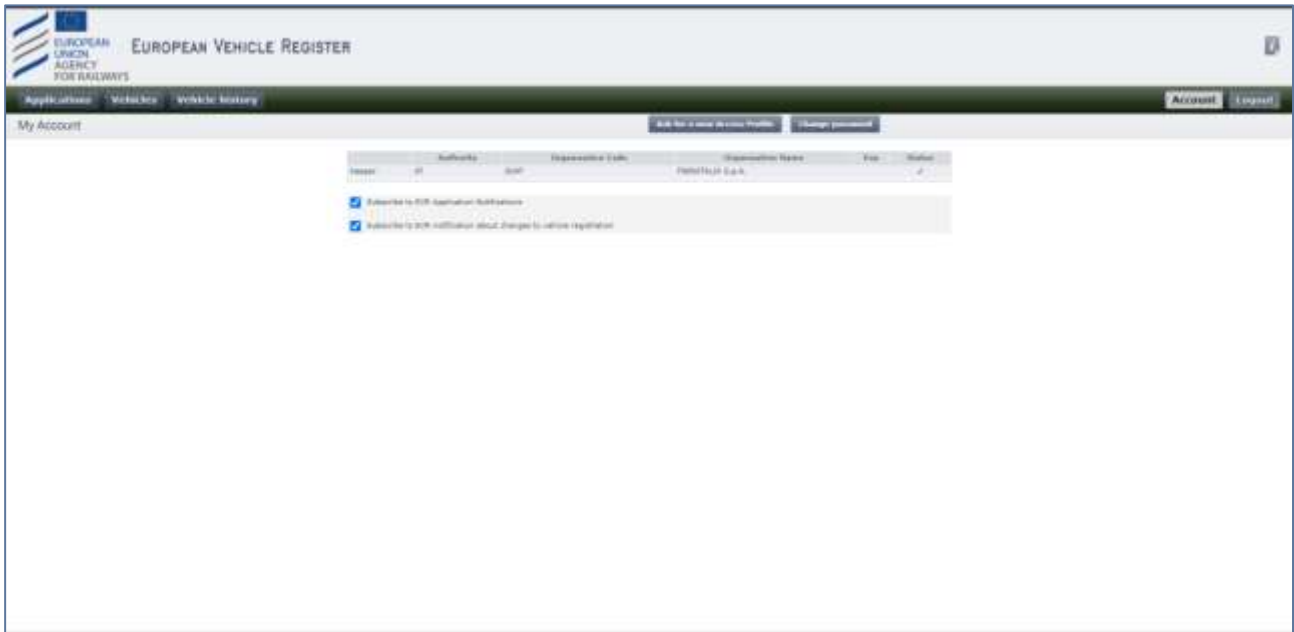 EUROPEAN
UNION
AGENCY
FOR RAILWAYS
EUROPEAN VEHICLE REGISTER
Applications Vehicles Vehicle history
Account Logout
My Account
Ask for a new Access Profile Change password
Authority Organisation Code Organisation Name Status
IT S.p.A.
Subscribe to EVR Application Notifications
Subscribe to EVR notification about changes to vehicle registration